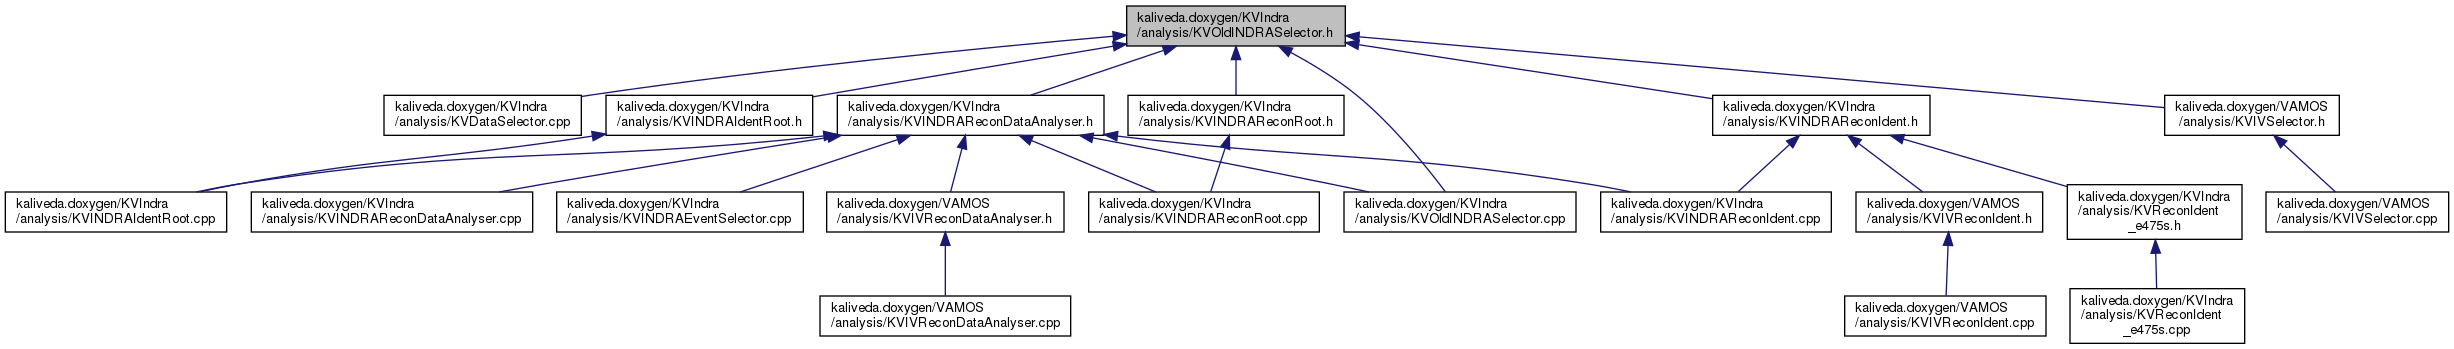 kaliveda.doxygen/KVIndra
/analysis/KVOldINDRASelector.h
kaliveda.doxygen/KVIndra
/analysis/KVDataSelector.cpp
kaliveda.doxygen/KVIndra
/analysis/KVINDRAIdentRoot.h
kaliveda.doxygen/KVIndra
/analysis/KVINDRAReconDataAnalyser.h
kaliveda.doxygen/KVIndra
/analysis/KVINDRAReconRoot.h
kaliveda.doxygen/KVIndra
/analysis/KVINDRAReconIdent.h
kaliveda.doxygen/VAMOS
/analysis/KVIVSelector.h
kaliveda.doxygen/KVIndra
/analysis/KVINDRAIdentRoot.cpp
kaliveda.doxygen/KVIndra
/analysis/KVINDRAReconDataAnalyser.cpp
kaliveda.doxygen/KVIndra
/analysis/KVINDRAEventSelector.cpp
kaliveda.doxygen/VAMOS
/analysis/KVIVReconDataAnalyser.h
kaliveda.doxygen/KVIndra
/analysis/KVINDRAReconRoot.cpp
kaliveda.doxygen/KVIndra
/analysis/KVOldINDRASelector.cpp
kaliveda.doxygen/KVIndra
/analysis/KVINDRAReconIdent.cpp
kaliveda.doxygen/VAMOS
/analysis/KVIVReconIdent.h
kaliveda.doxygen/KVIndra
/analysis/KVReconIdent
_e475s.h
kaliveda.doxygen/VAMOS
/analysis/KVIVSelector.cpp
kaliveda.doxygen/VAMOS
/analysis/KVIVReconDataAnalyser.cpp
kaliveda.doxygen/VAMOS
/analysis/KVIVReconIdent.cpp
kaliveda.doxygen/KVIndra
/analysis/KVReconIdent
_e475s.cpp